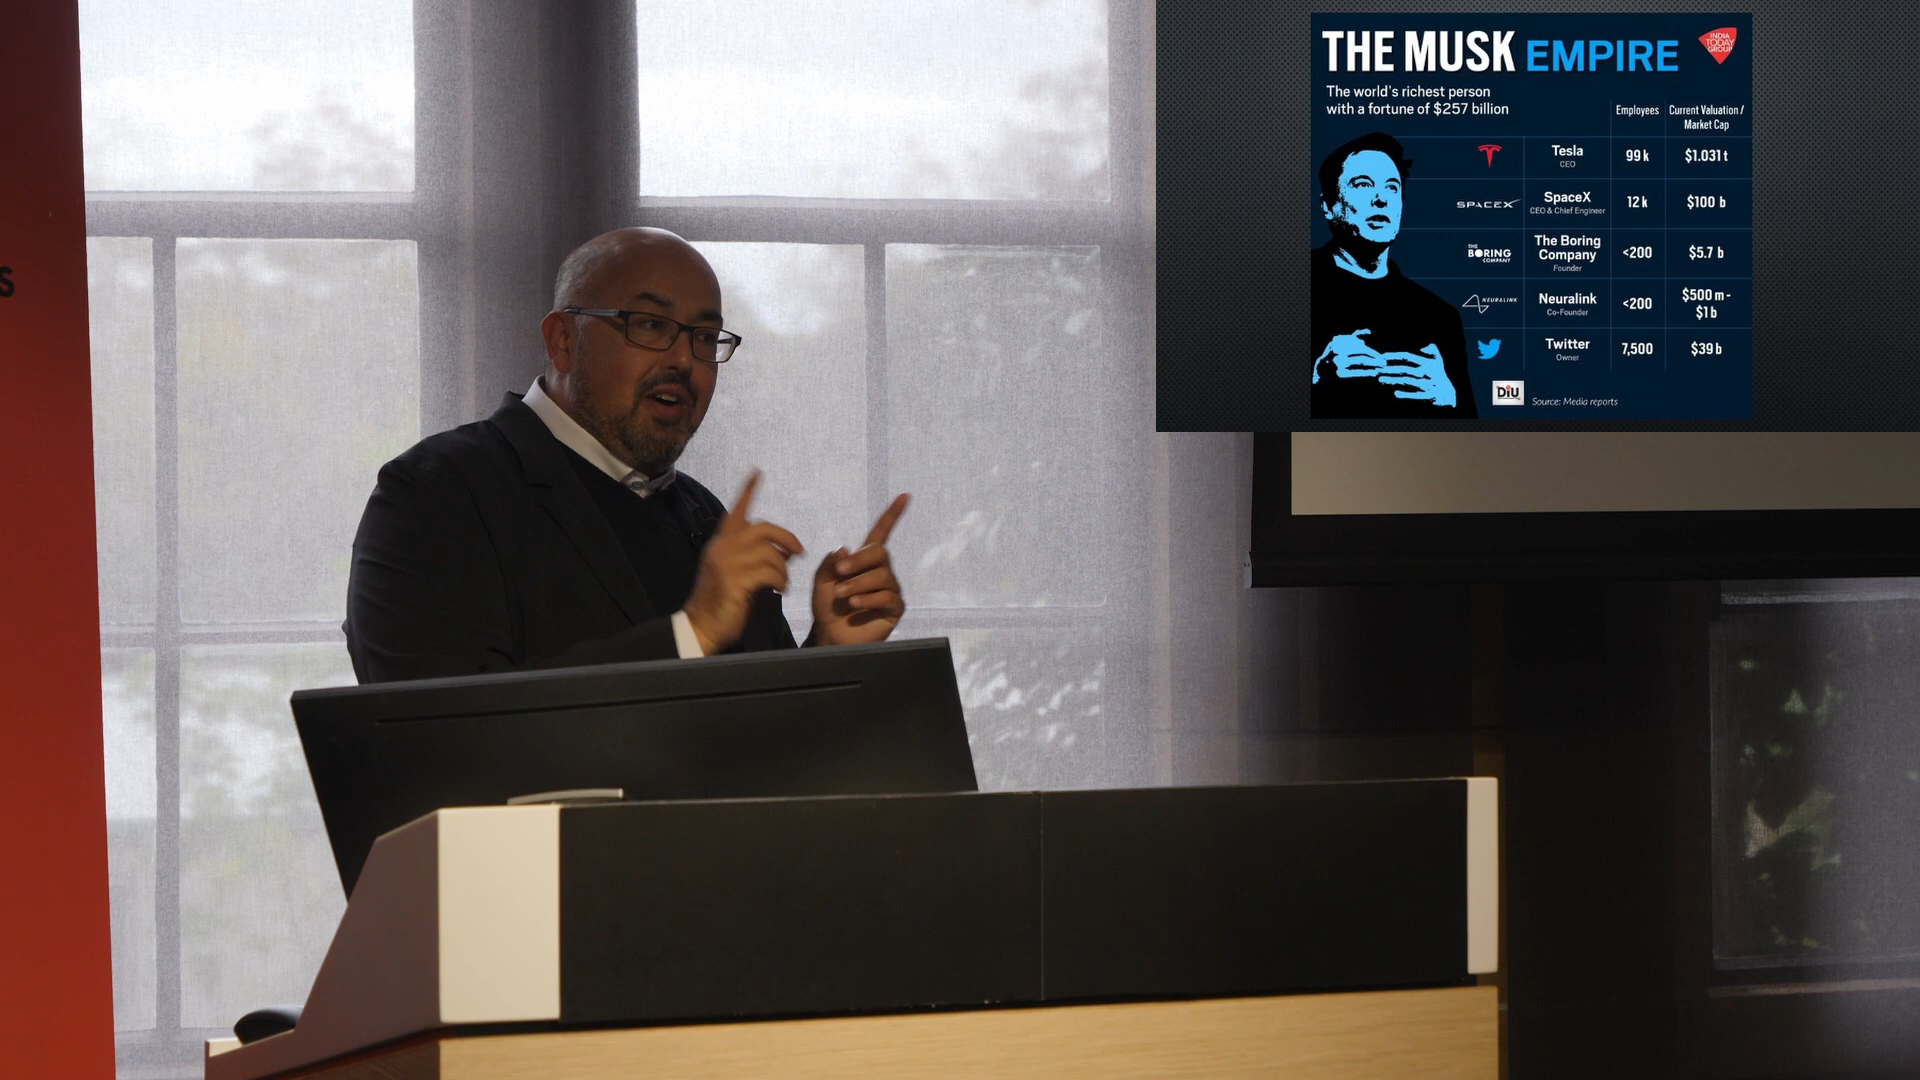 S
THE MUSK EMPIRE
INDIA
TODAY
GROUP
The world's richest person
with a fortune of $257 billion
Employees
Current Valuation /
Market Cap
Tesla
CEO
99 k
$1.031 t
SPACEX
SpaceX
CEO & Chief Engineer
12 k
$100 b
THE
BORING
COMPANY
The Boring
Company
Founder
<200
$5.7 b
NEURALINK
Neuralink
Co-Founder
<200
$500 m -
$1 b
Twitter
Owner
7,500
$39 b
DiU
Source: Media reports